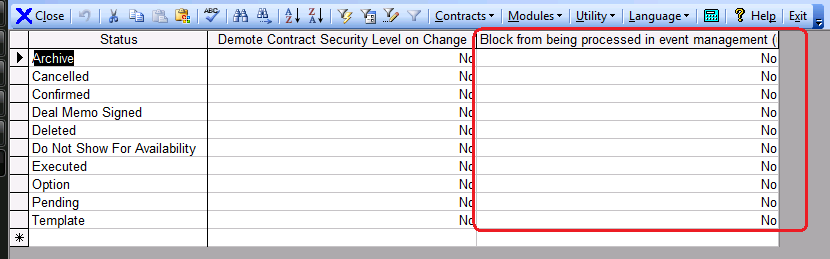 Close ABC Contracts Modules Utility Language Help Exit
Status Demote Contract Security Level on Change Block from being processed in event management (
Archive No No
Cancelled No No
Confirmed No No
Deal Memo Signed No No
Deleted No No
Do Not Show For Availability No No
Executed No No
Option No No
Pending No No
Template No No